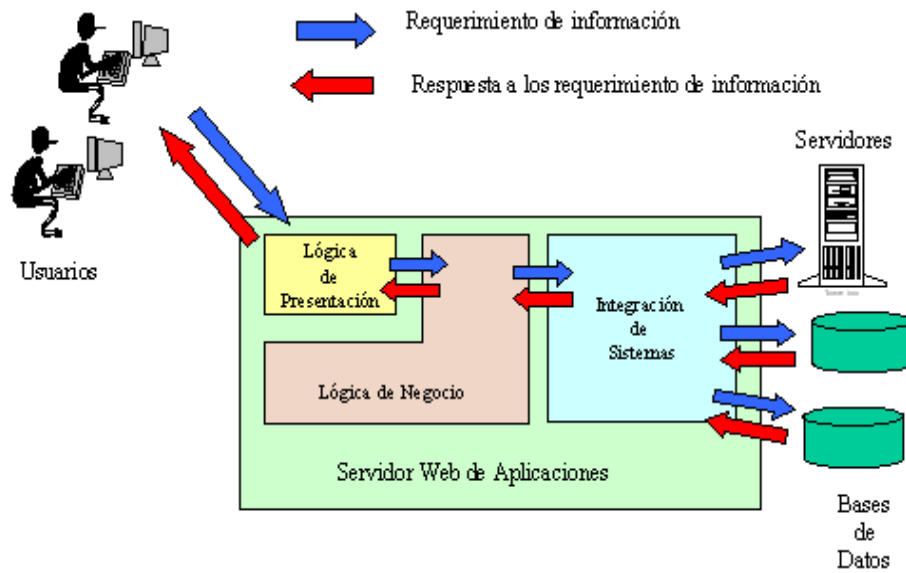 Requerimiento de información
Respuesta a los requerimiento de información
Servidores
Usuarios
Lógica
de
Presentación
Integración
de
Sistemas
Lógica de Negocio
Servidor Web de Aplicaciones
Bases
de
Datos